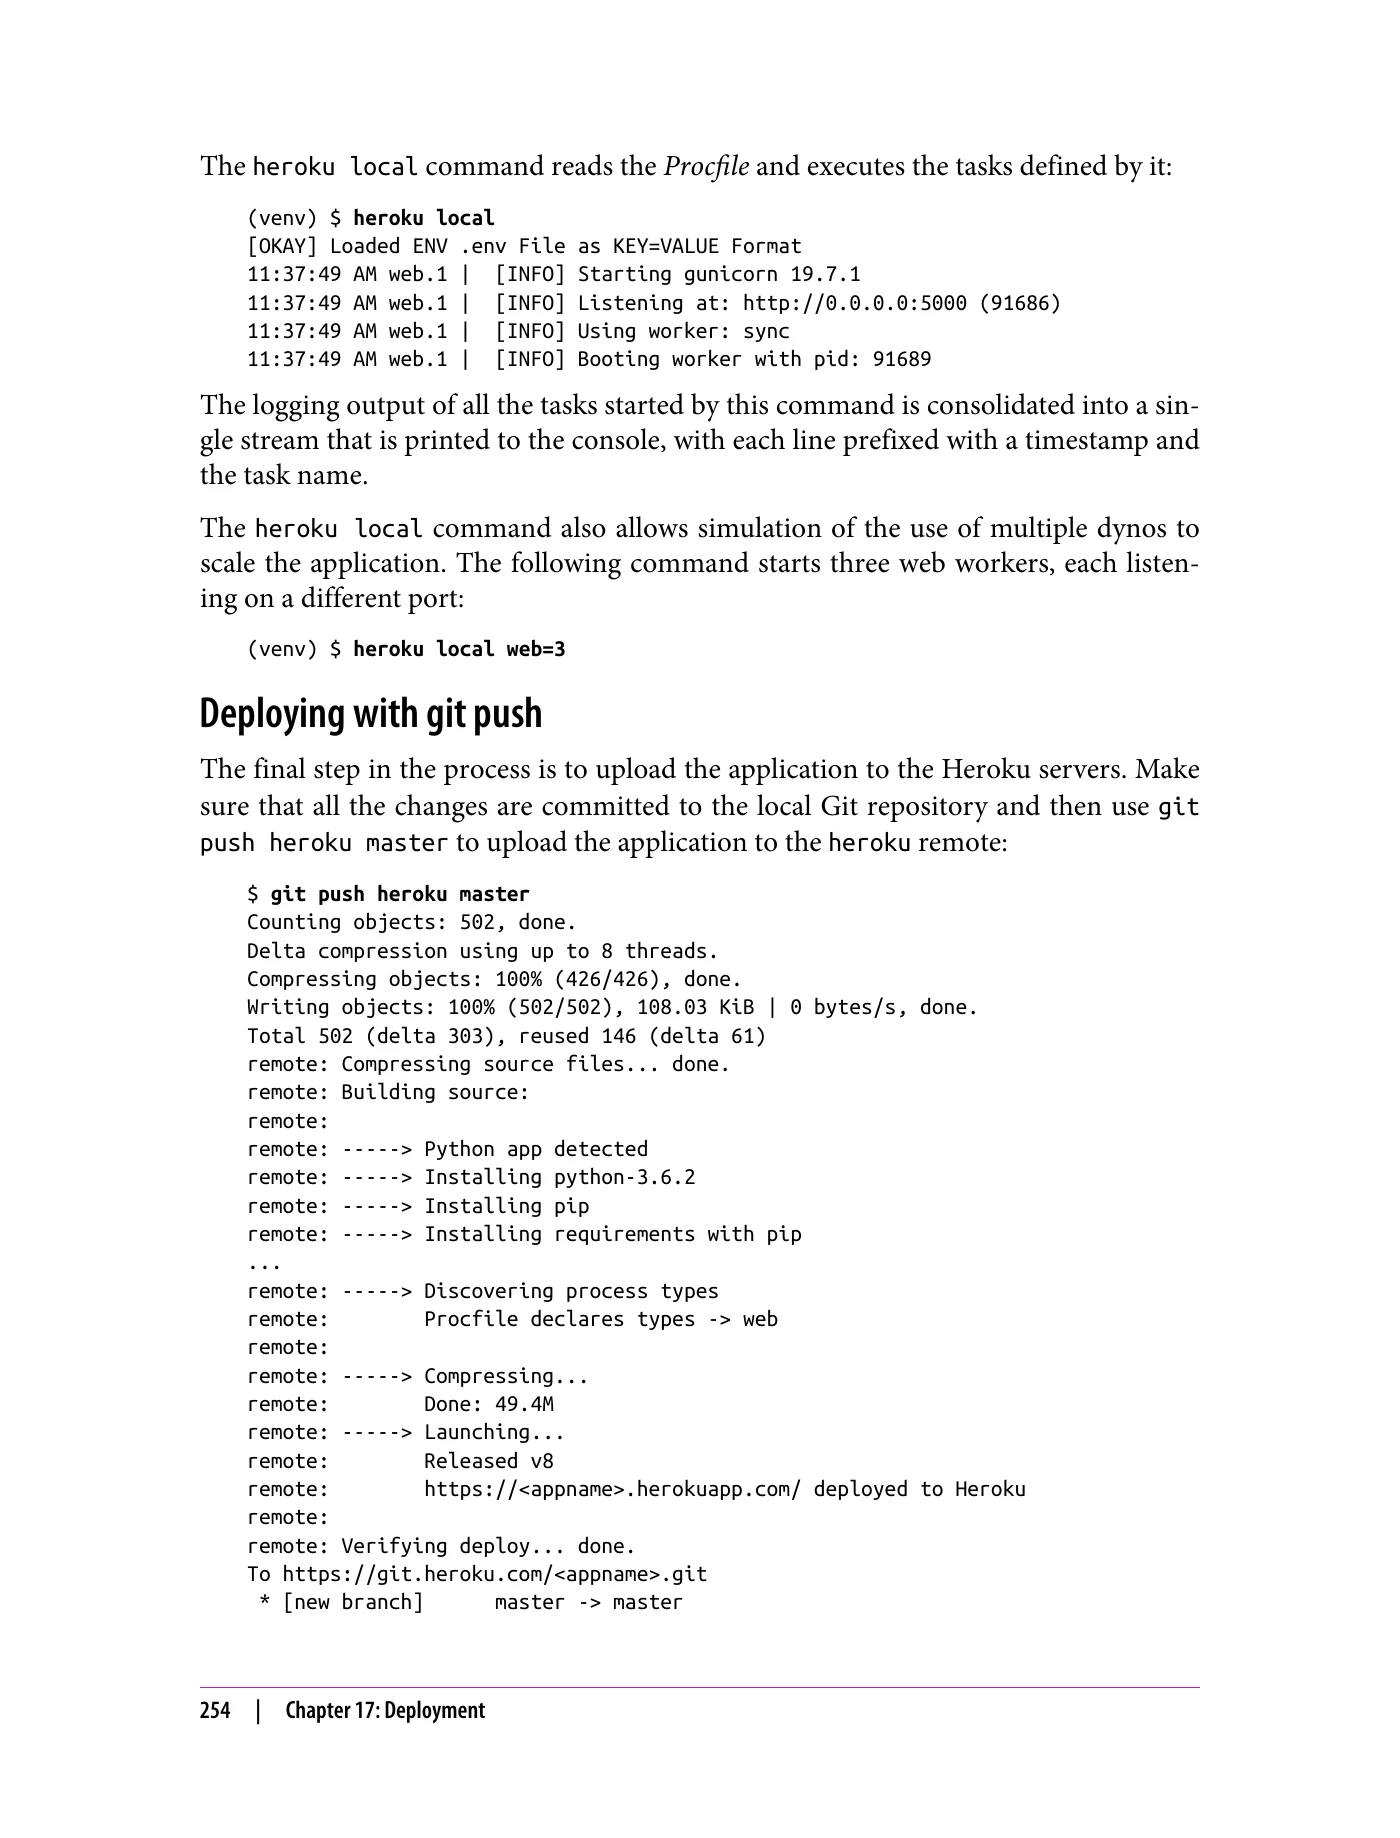 The heroku local command reads the Procfile and executes the tasks defined by it:
(venv) $ heroku local
[OKAY] Loaded ENV .env File as KEY=VALUE Format
11:37:49 AM web.1 |  [INFO] Starting gunicorn 19.7.1
11:37:49 AM web.1 |  [INFO] Listening at: http://0.0.0.0:5000 (91686)
11:37:49 AM web.1 |  [INFO] Using worker: sync
11:37:49 AM web.1 |  [INFO] Booting worker with pid: 91689
The logging output of all the tasks started by this command is consolidated into a sin-
gle stream that is printed to the console, with each line prefixed with a timestamp and
the task name.
The heroku local command also allows simulation of the use of multiple dynos to
scale the application. The following command starts three web workers, each listen-
ing on a different port:
(venv) $ heroku local web=3
Deploying with git push
The final step in the process is to upload the application to the Heroku servers. Make
sure that all the changes are committed to the local Git repository and then use git
push heroku master to upload the application to the heroku remote:
$ git push heroku master
Counting objects: 502, done.
Delta compression using up to 8 threads.
Compressing objects: 100% (426/426), done.
Writing objects: 100% (502/502), 108.03 KiB | 0 bytes/s, done.
Total 502 (delta 303), reused 146 (delta 61)
remote: Compressing source files... done.
remote: Building source:
remote:
remote: -----> Python app detected
remote: -----> Installing python-3.6.2
remote: -----> Installing pip
remote: -----> Installing requirements with pip
...
remote: -----> Discovering process types
remote:        Procfile declares types -> web
remote:
remote: -----> Compressing...
remote:        Done: 49.4M
remote: -----> Launching...
remote:        Released v8
remote:        https://<appname>.herokuapp.com/ deployed to Heroku
remote:
remote: Verifying deploy... done.
To https://git.heroku.com/<appname>.git
 * [new branch]      master -> master
254 | Chapter 17: Deployment